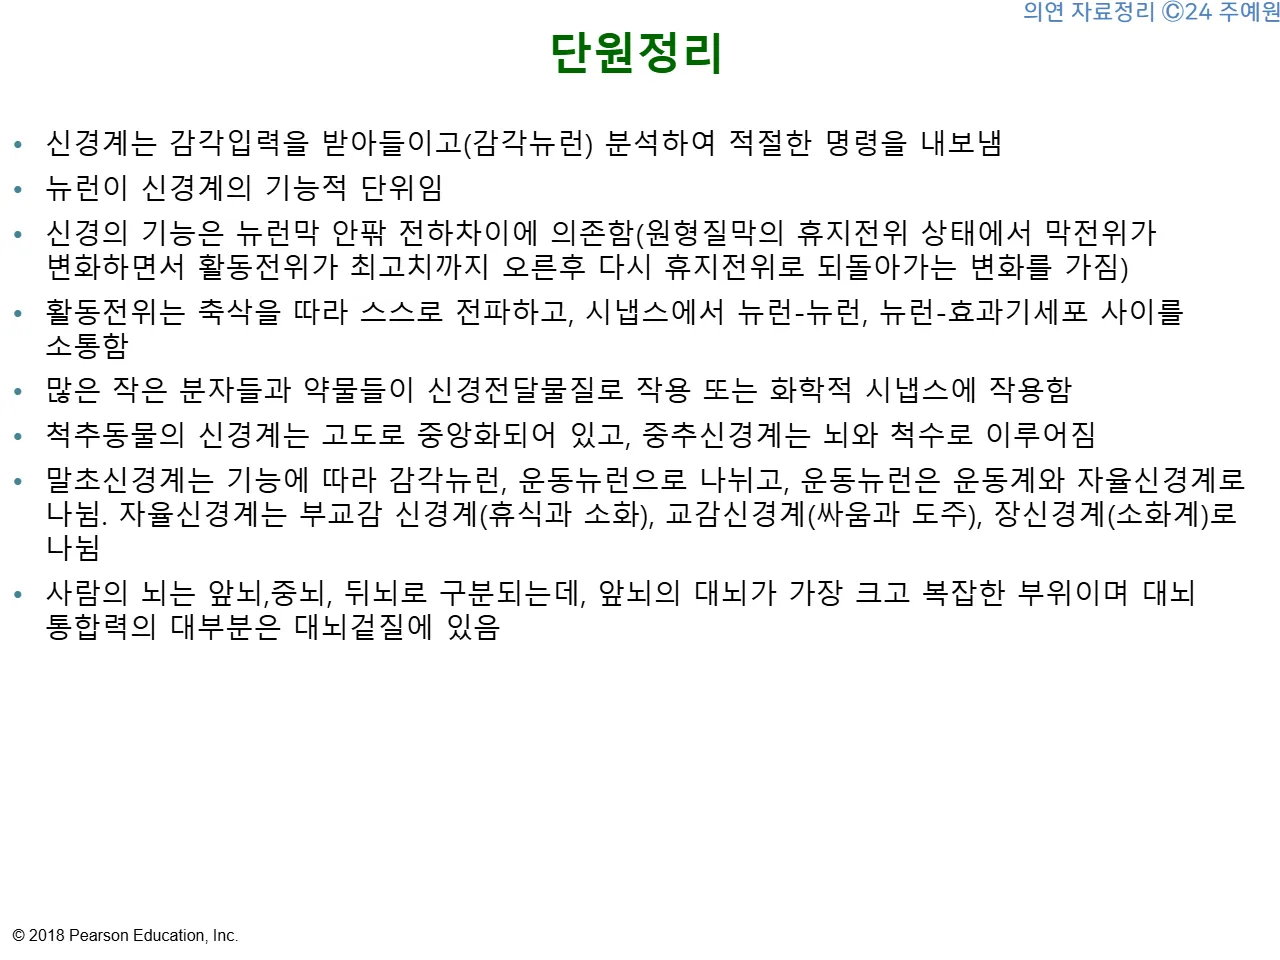 의연 자료정리 Ⓒ24 주예원
단원정리
• 신경계는 감각입력을 받아들이고(감각뉴런) 분석하여 적절한 명령을 내보냄
• 뉴런이 신경계의 기능적 단위임
• 신경의 기능은 뉴런막 안팎 전하차이에 의존함(원형질막의 휴지전위 상태에서 막전위가
변화하면서 활동전위가 최고치까지 오른후 다시 휴지전위로 되돌아가는 변화를 가짐)
• 활동전위는 축삭을 따라 스스로 전파하고, 시냅스에서 뉴런-뉴런, 뉴런-효과기세포 사이를
소통함
• 많은 작은 분자들과 약물들이 신경전달물질로 작용 또는 화학적 시냅스에 작용함
• 척추동물의 신경계는 고도로 중앙화되어 있고, 중추신경계는 뇌와 척수로 이루어짐
• 말초신경계는 기능에 따라 감각뉴런, 운동뉴런으로 나뉘고, 운동뉴런은 운동계와 자율신경계로
나뉨. 자율신경계는 부교감 신경계(휴식과 소화), 교감신경계(싸움과 도주), 장신경계(소화계)로
나뉨
• 사람의 뇌는 앞뇌,중뇌, 뒤뇌로 구분되는데, 앞뇌의 대뇌가 가장 크고 복잡한 부위이며 대뇌
통합력의 대부분은 대뇌겉질에 있음
© 2018 Pearson Education, Inc.